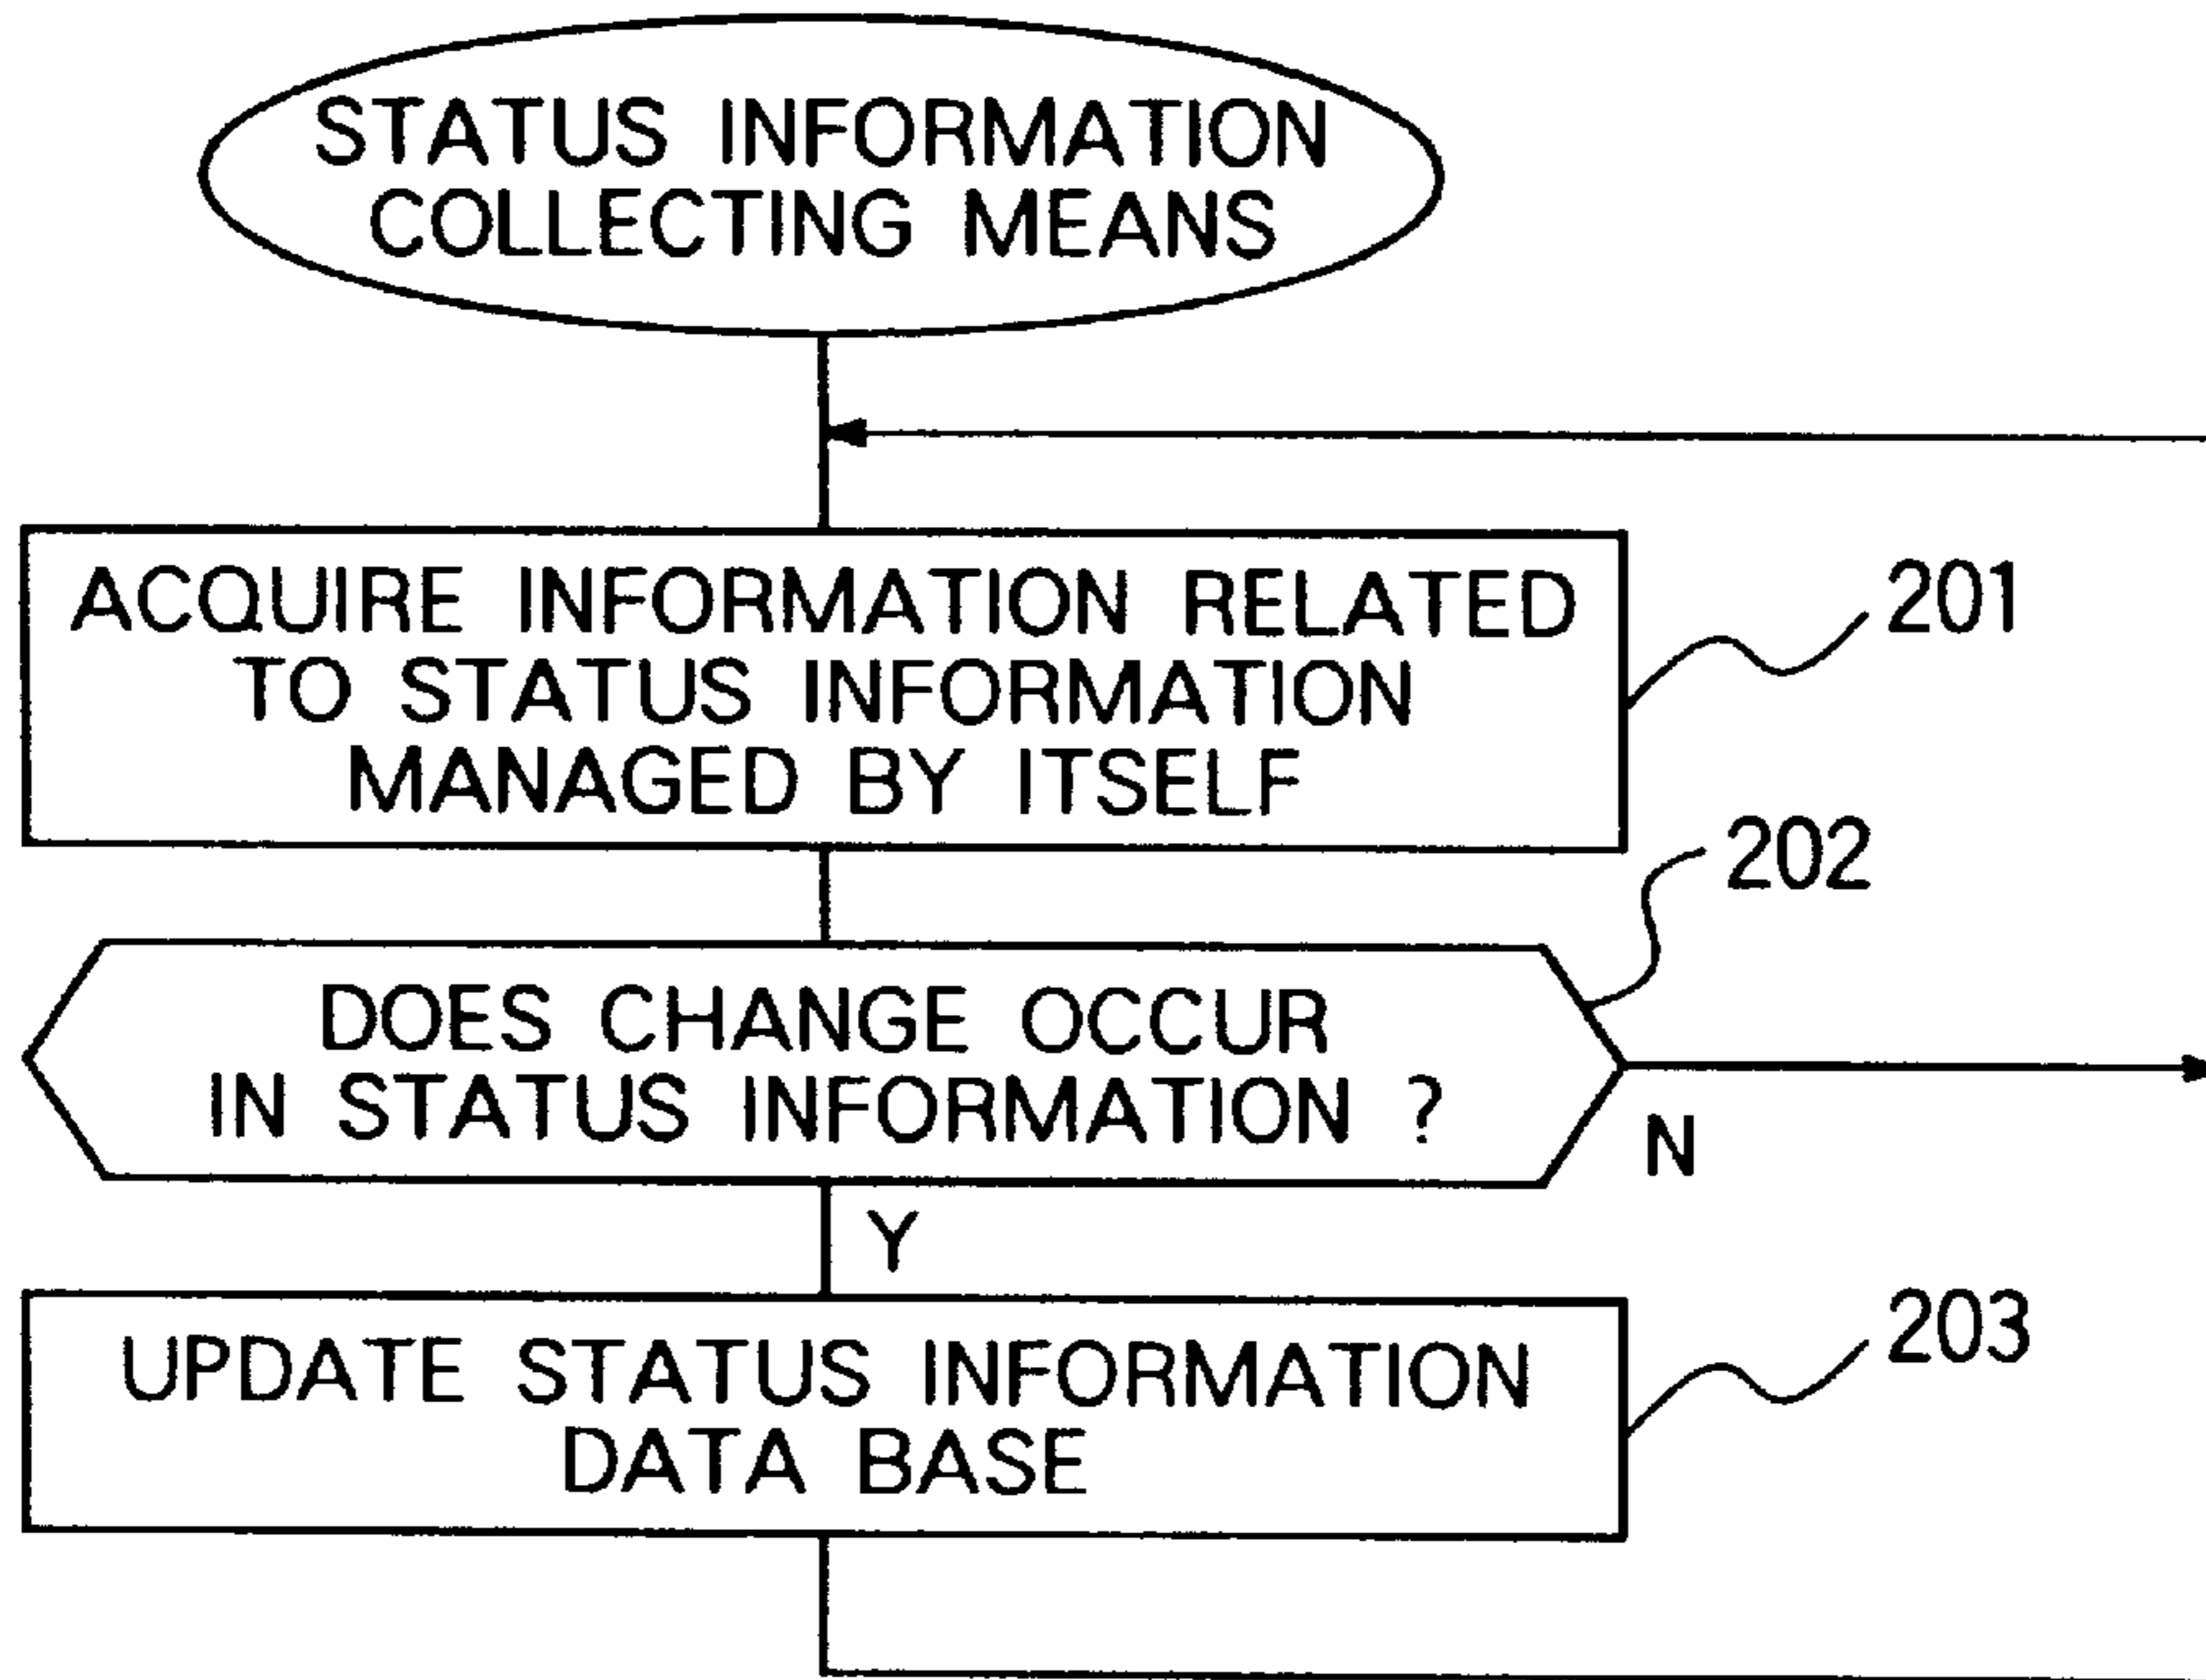 STATUS INFORMATION
COLLECTING MEANS
ACQUIRE INFORMATION RELATED
TO STATUS INFORMATION
MANAGED BY ITSELF
201
202
DOES CHANGE OCCUR
IN STATUS INFORMATION ?
N
Y
203
UPDATE STATUS INFORMATION
DATA BASE